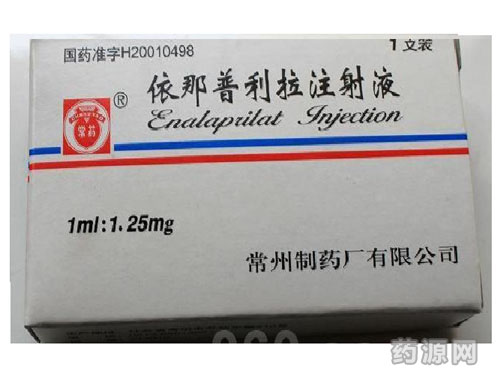 国药准字H20010498
1支装
依那普利拉注射液
®
Enalaprilat Injection
常药
1ml:1.25mg
常州制药厂有限公司
药源网